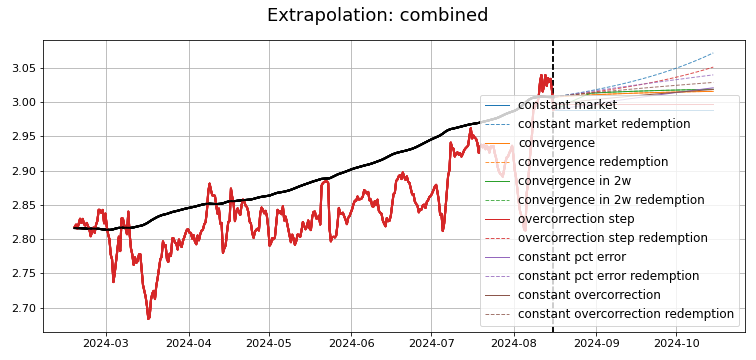 Extrapolation: combined
3.05
3.00
2.95
2.90
2.85
2.80
2.75
2.70
constant market
constant market redemption
convergence
convergence redemption
convergence in 2w
convergence in 2w redemption
overcorrection step
overcorrection step redemption
constant pct error
constant pct error redemption
constant overcorrection
constant overcorrection redemption
2024-03 2024-04 2024-05 2024-06 2024-07 2024-08 2024-09 2024-10